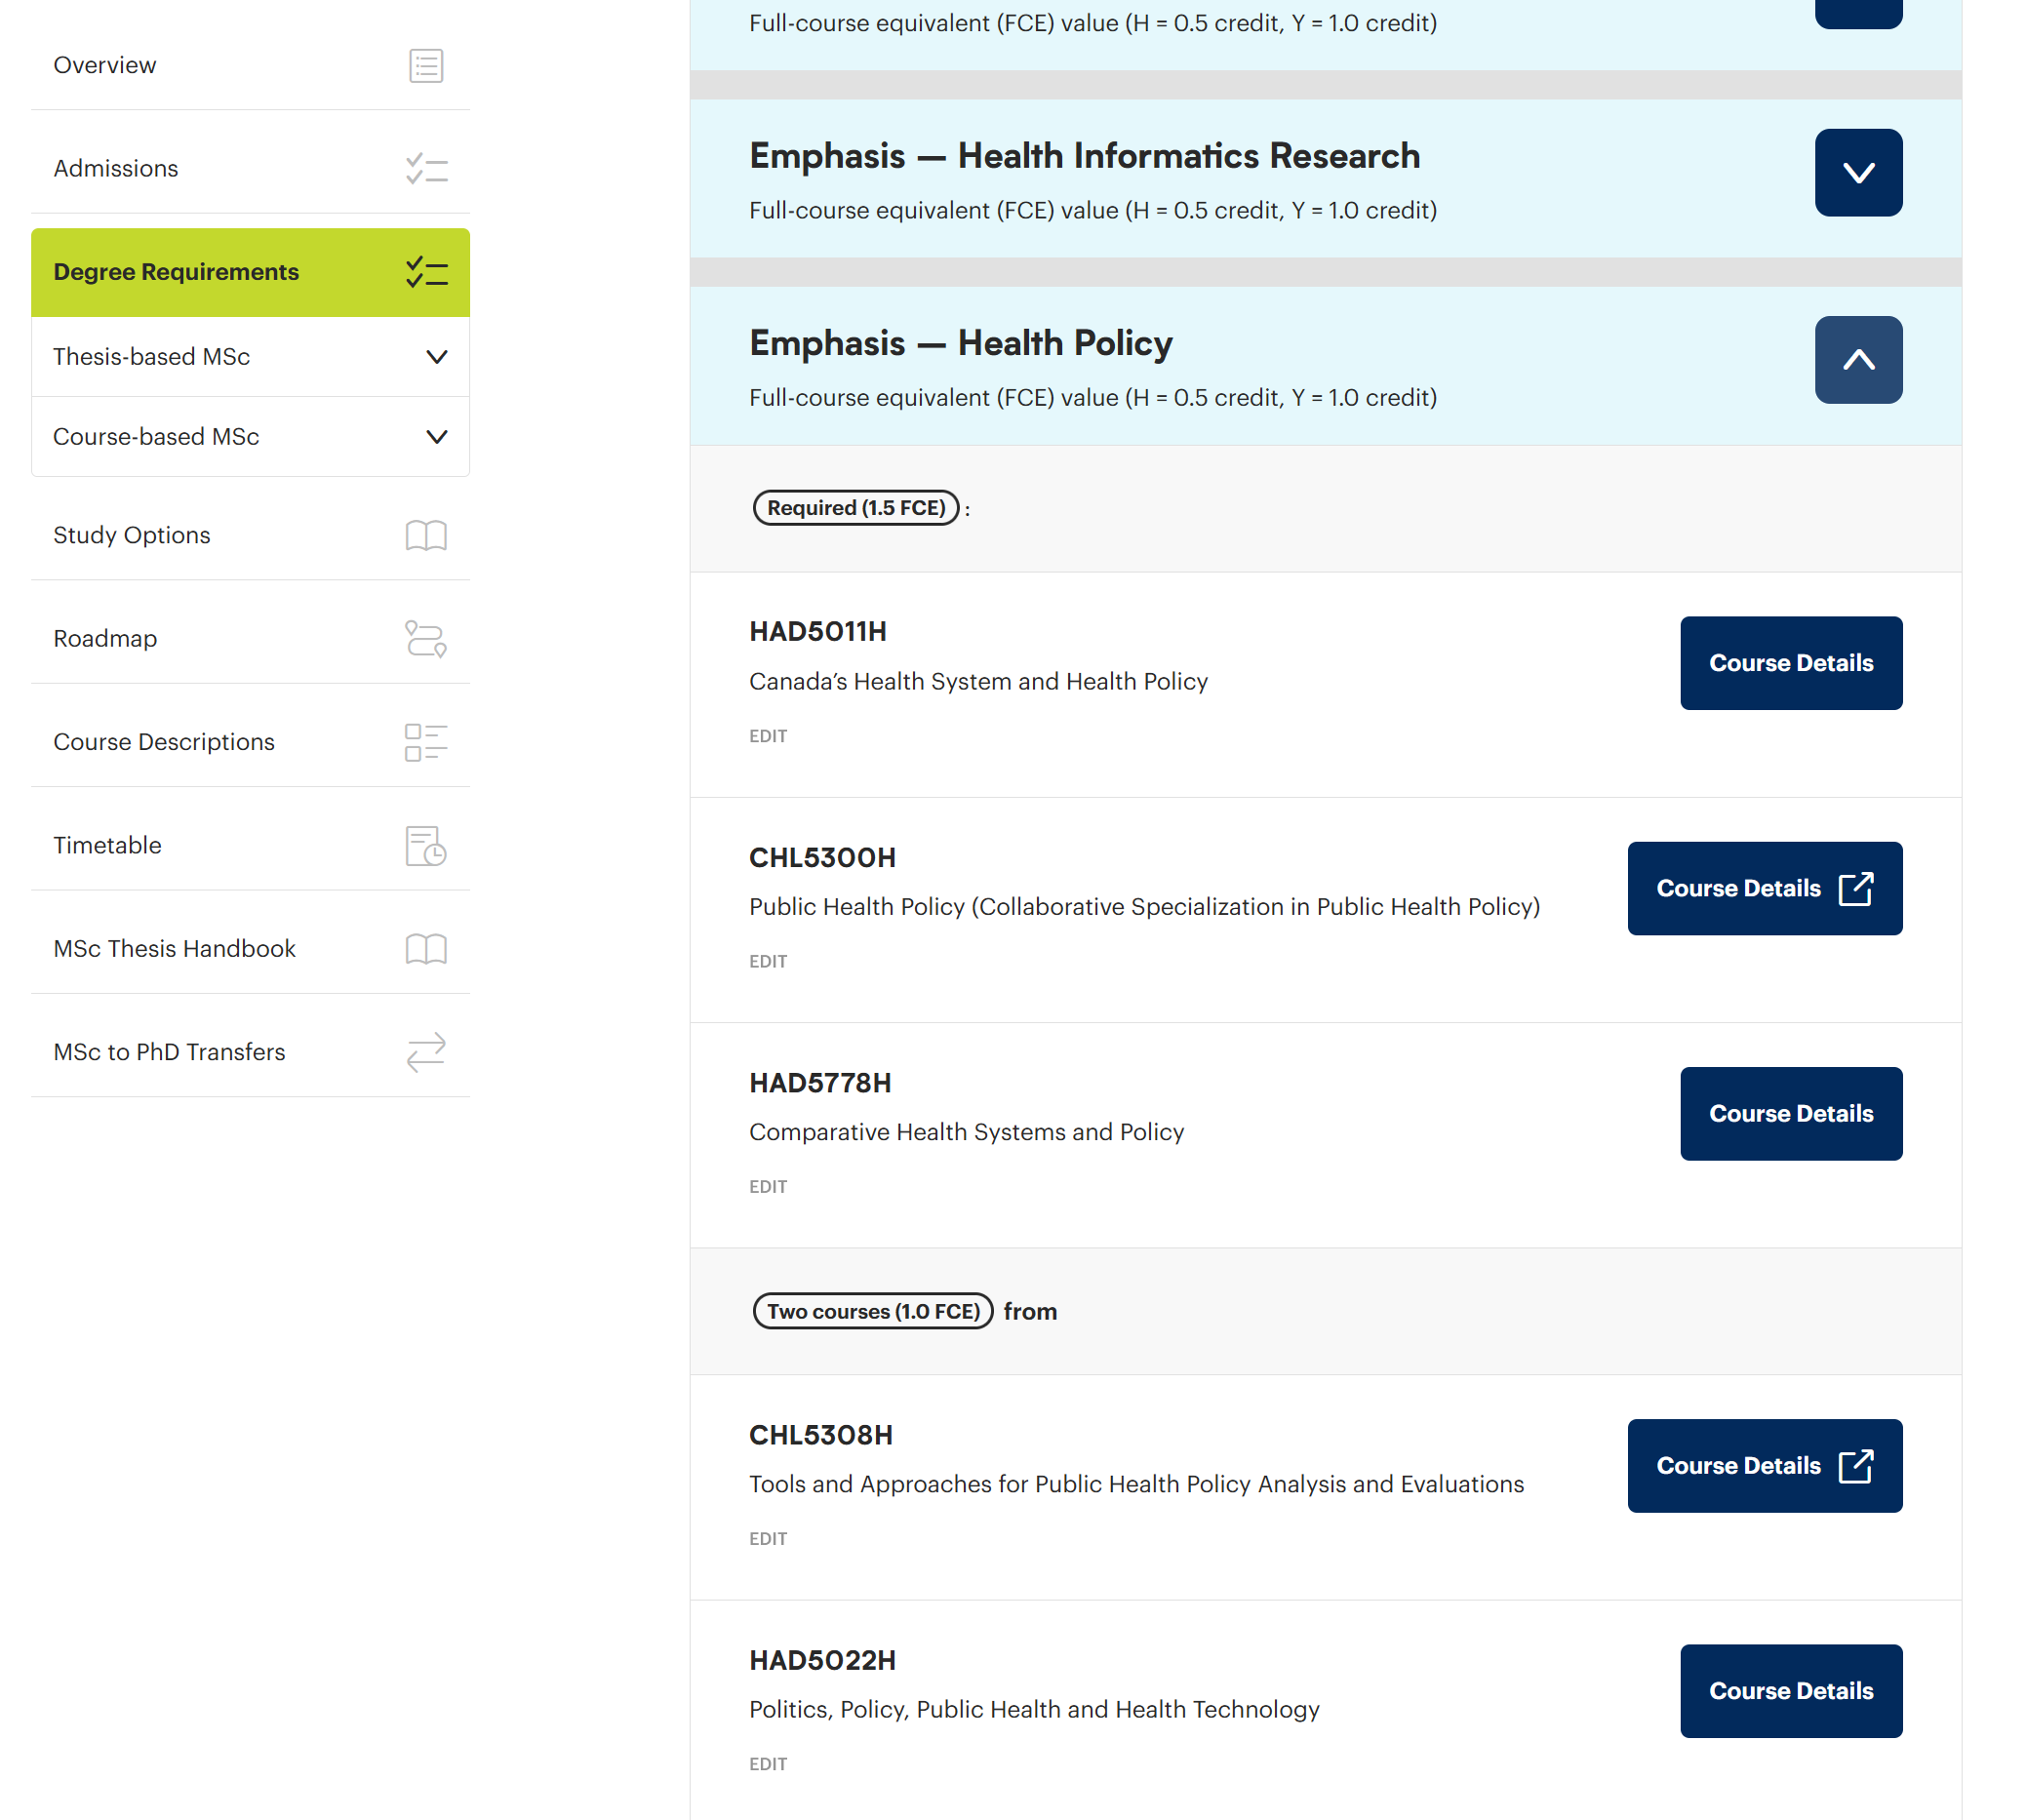 Overview
Admissions
Degree Requirements
Thesis-based MSc
Course-based MSc
Study Options
Roadmap
Course Descriptions
Timetable
MSc Thesis Handbook
MSc to PhD Transfers
Full-course equivalent (FCE) value (H = 0.5 credit, Y = 1.0 credit)
Emphasis — Health Informatics Research
Full-course equivalent (FCE) value (H = 0.5 credit, Y = 1.0 credit)
Emphasis — Health Policy
Full-course equivalent (FCE) value (H = 0.5 credit, Y = 1.0 credit)
Required (1.5 FCE) :
HAD5011H
Canada’s Health System and Health Policy
EDIT
Course Details
CHL5300H
Public Health Policy (Collaborative Specialization in Public Health Policy)
EDIT
Course Details
HAD5778H
Comparative Health Systems and Policy
EDIT
Course Details
Two courses (1.0 FCE) from
CHL5308H
Tools and Approaches for Public Health Policy Analysis and Evaluations
EDIT
Course Details
HAD5022H
Politics, Policy, Public Health and Health Technology
EDIT
Course Details